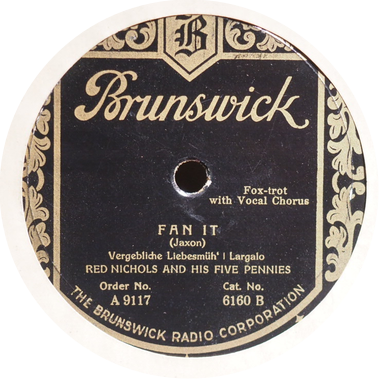 B
Brunswick
Fox-trot
with Vocal Chorus
FAN IT
(Jaxon)
Vergebliche Liebesmüh' | Largalo
RED NICHOLS AND HIS FIVE PENNIES
Order No. Cat. No.
A 9117 6160 B
THE BRUNSWICK RADIO CORPORATION